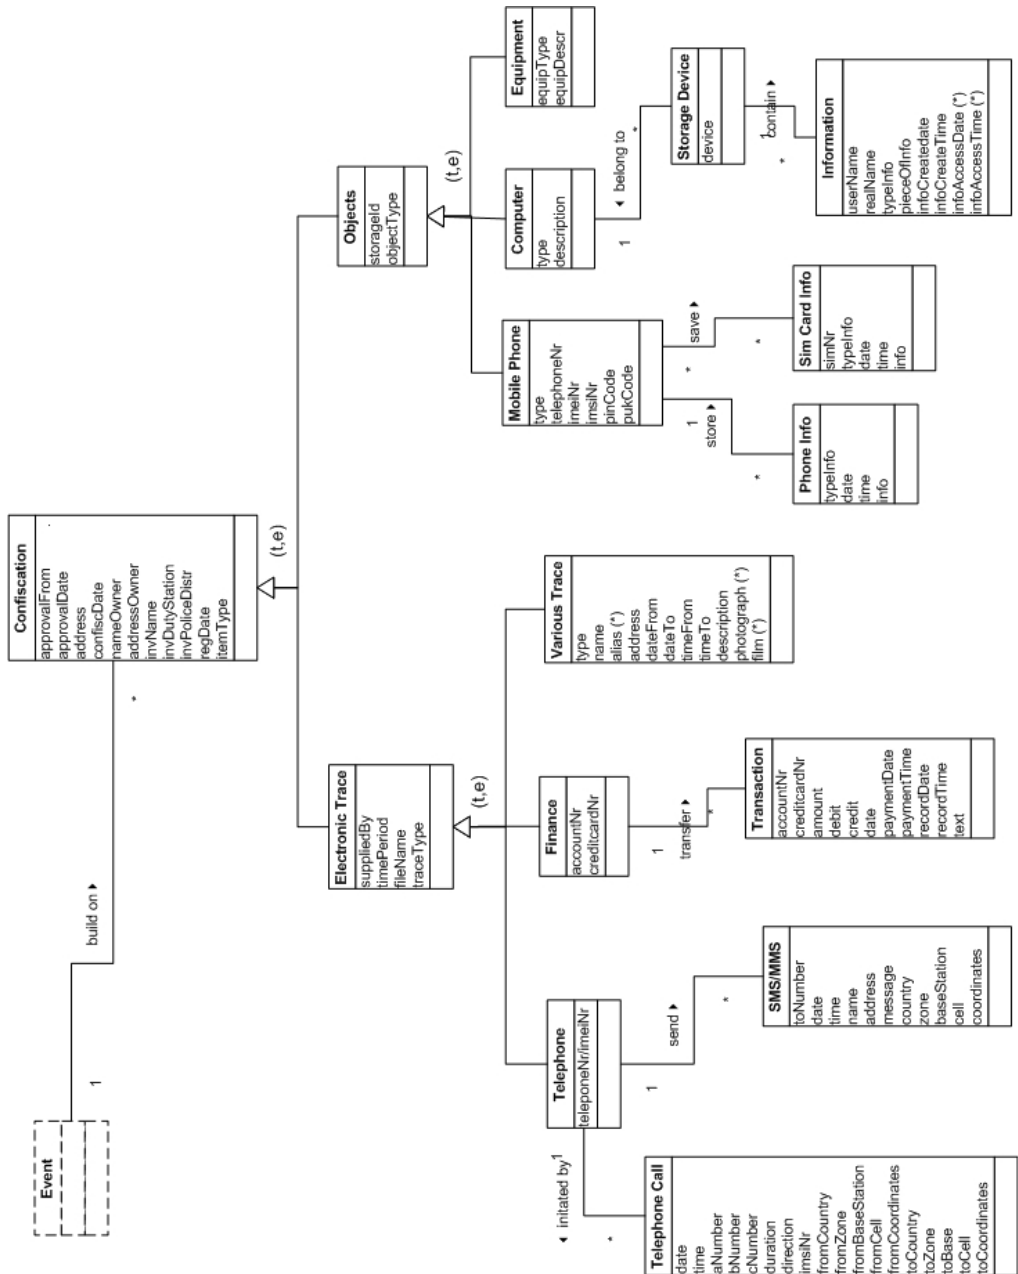 Event
1
build on ▸
*
Confiscation
approvalFrom
approvalDate
address
confiscDate
nameOwner
addressOwner
invName
invDutyStation
invPoliceDistr
regDate
itemType
(t,e)
Electronic Trace
suppliedBy
timePeriod
fileName
traceType
(t,e)
Objects
storageId
objectType
(t,e)
Telephone
teleponeNr/imeiNr
◂ initated by
1
*
Telephone Call
date
time
aNumber
bNumber
cNumber
duration
direction
imsiNr
fromCountry
fromZone
fromBaseStation
fromCell
fromCoordinates
toCountry
toZone
toBase
toCell
toCoordinates
1
send ▸
*
SMS/MMS
toNumber
date
time
name
address
message
country
zone
baseStation
cell
coordinates
Finance
accountNr
creditcardNr
1
transfer ▸
*
Transaction
accountNr
creditcardNr
amount
debit
credit
date
paymentDate
paymentTime
recordDate
recordTime
text
Various Trace
type
name
alias (*)
address
dateFrom
dateTo
timeFrom
timeTo
description
photograph (*)
film (*)
Mobile Phone
type
telephoneNr
imeiNr
imsiNr
pinCode
pukCode
1
store ▸
*
Phone Info
typeInfo
date
time
info
*
save ▸
*
Sim Card Info
simNr
typeInfo
date
time
info
Computer
type
description
1
◂ belong to
*
Storage Device
device
1
contain ▸
*
Information
userName
realName
typeInfo
pieceOfInfo
infoCreatedate
infoCreateTime
infoAccessDate (*)
infoAccessTime (*)
Equipment
equipType
equipDescr